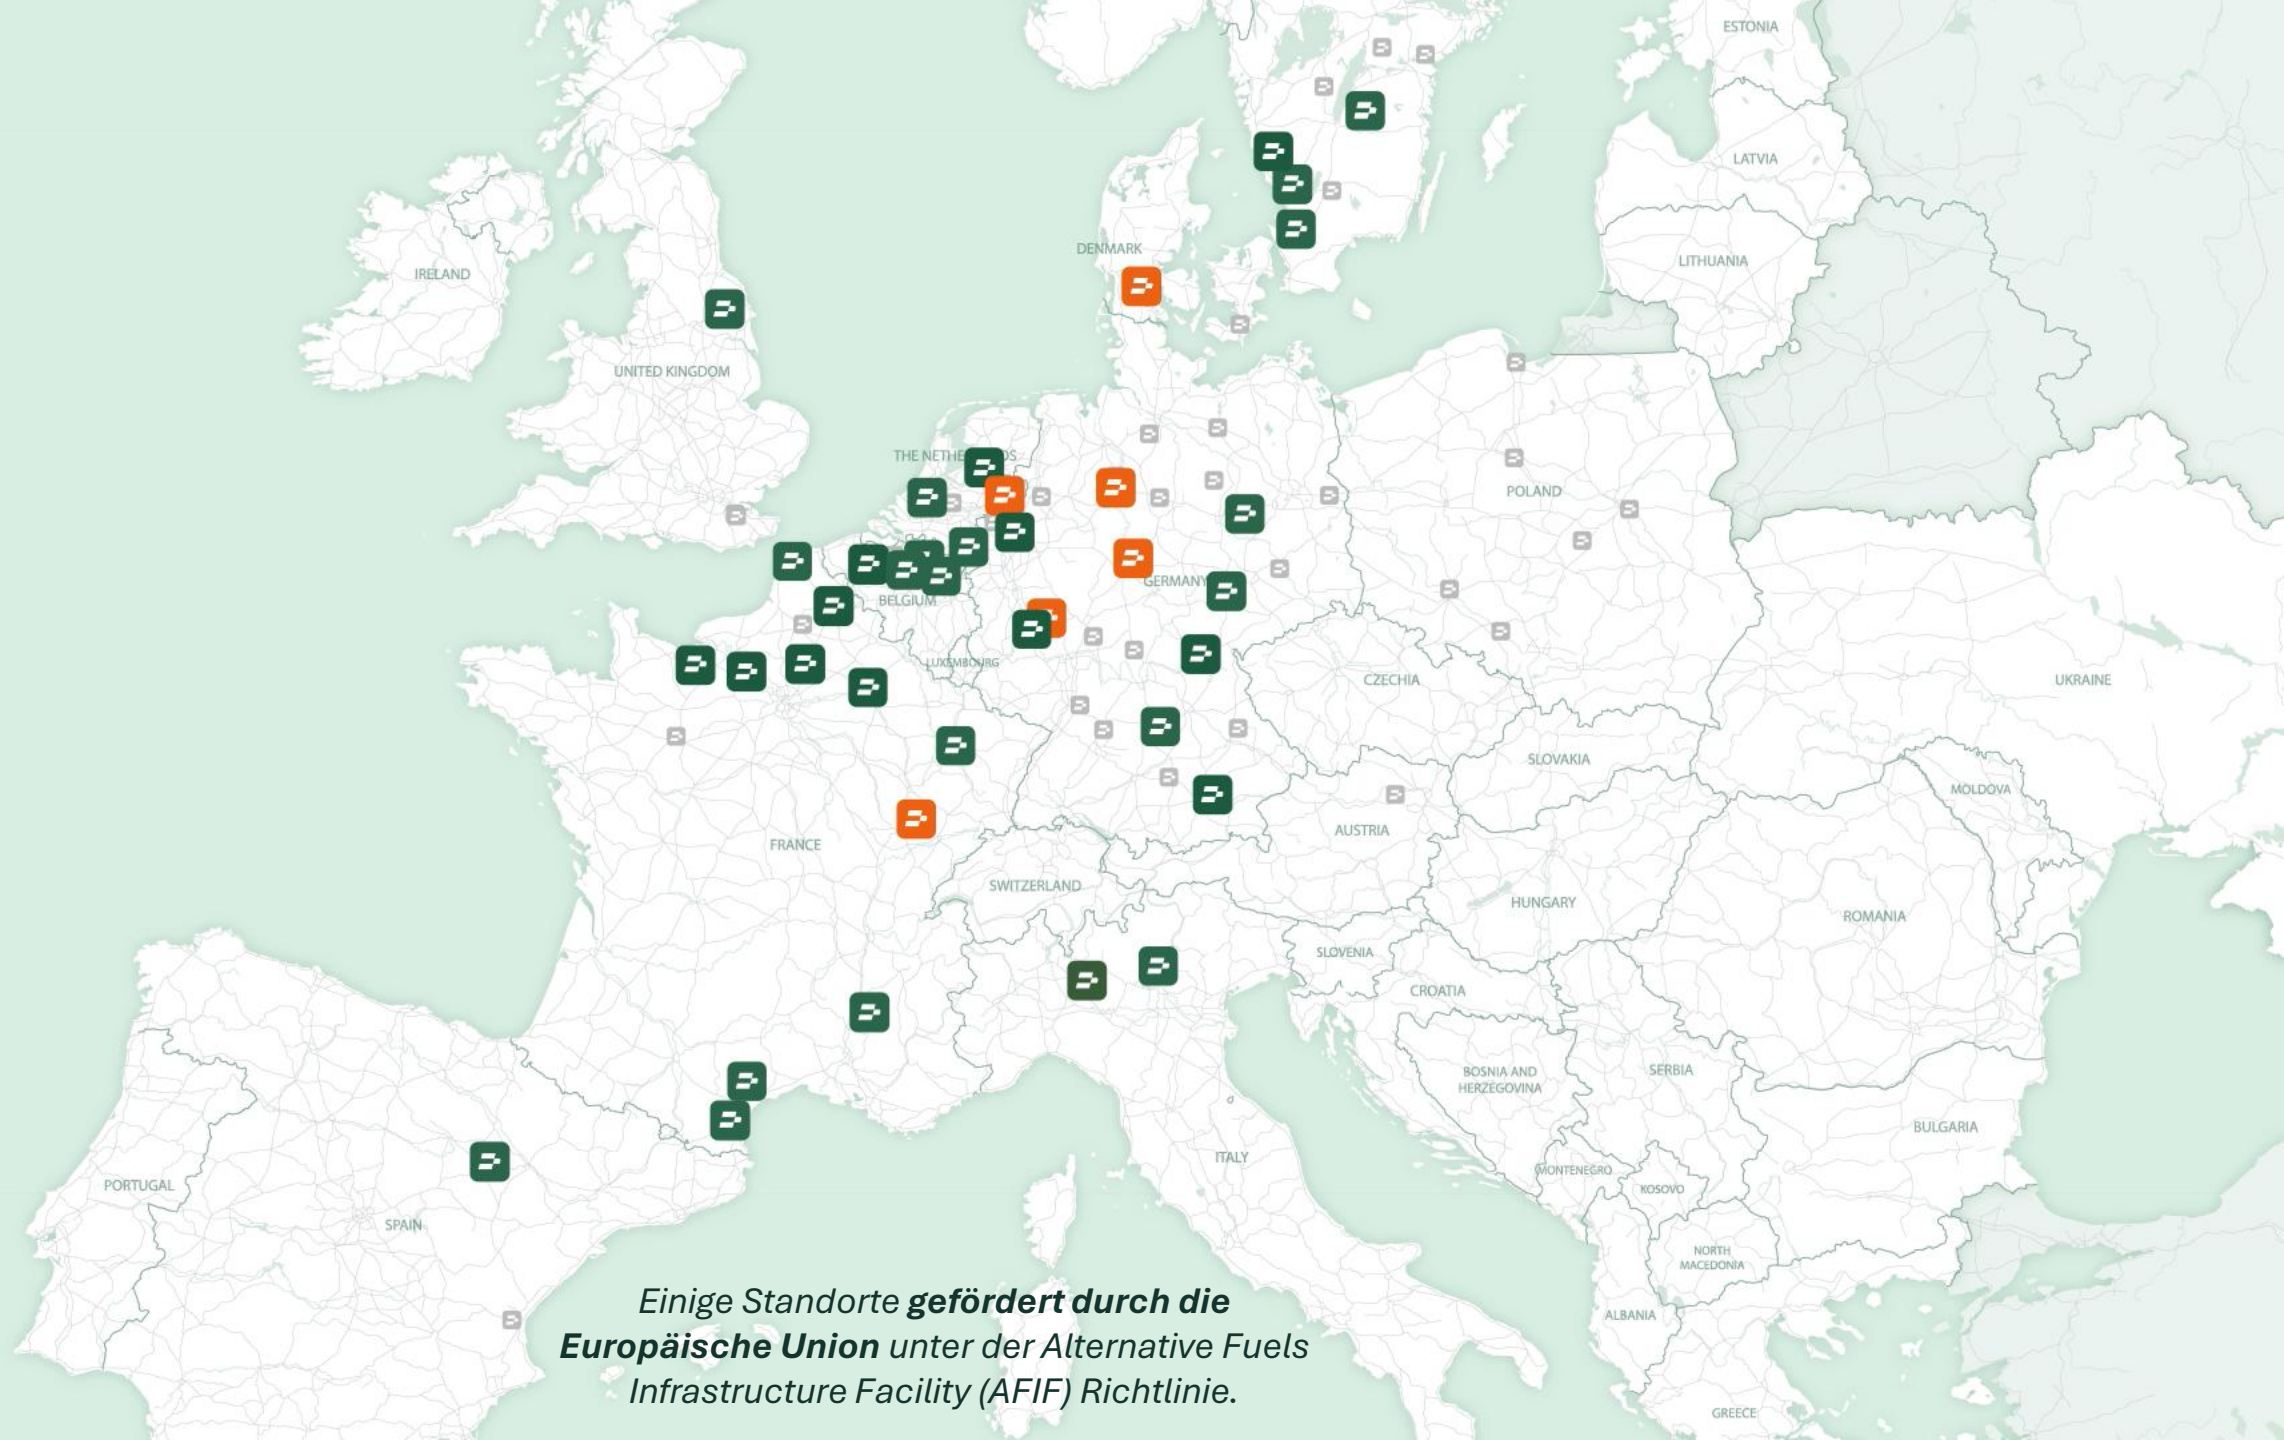 ESTONIA
LATVIA
DENMARK
LITHUANIA
IRELAND
UNITED KINGDOM
THE NETHE
DS
POLAND
GERMANY
BELGIUM
LUXEMBOURG
CZECHIA
UKRAINE
SLOVAKIA
MOLDOVA
AUSTRIA
FRANCE
SWITZERLAND
HUNGARY
ROMANIA
SLOVENIA
CROATIA
BOSNIA AND
HERZEGOVINA
SERBIA
BULGARIA
ITALY
MONTENEGRO
PORTUGAL
KOSOVO
SPAIN
NORTH
MACEDONIA
ALBANIA
GREECE
Einige Standorte gefördert durch die
Europäische Union unter der Alternative Fuels
Infrastructure Facility (AFIF) Richtlinie.